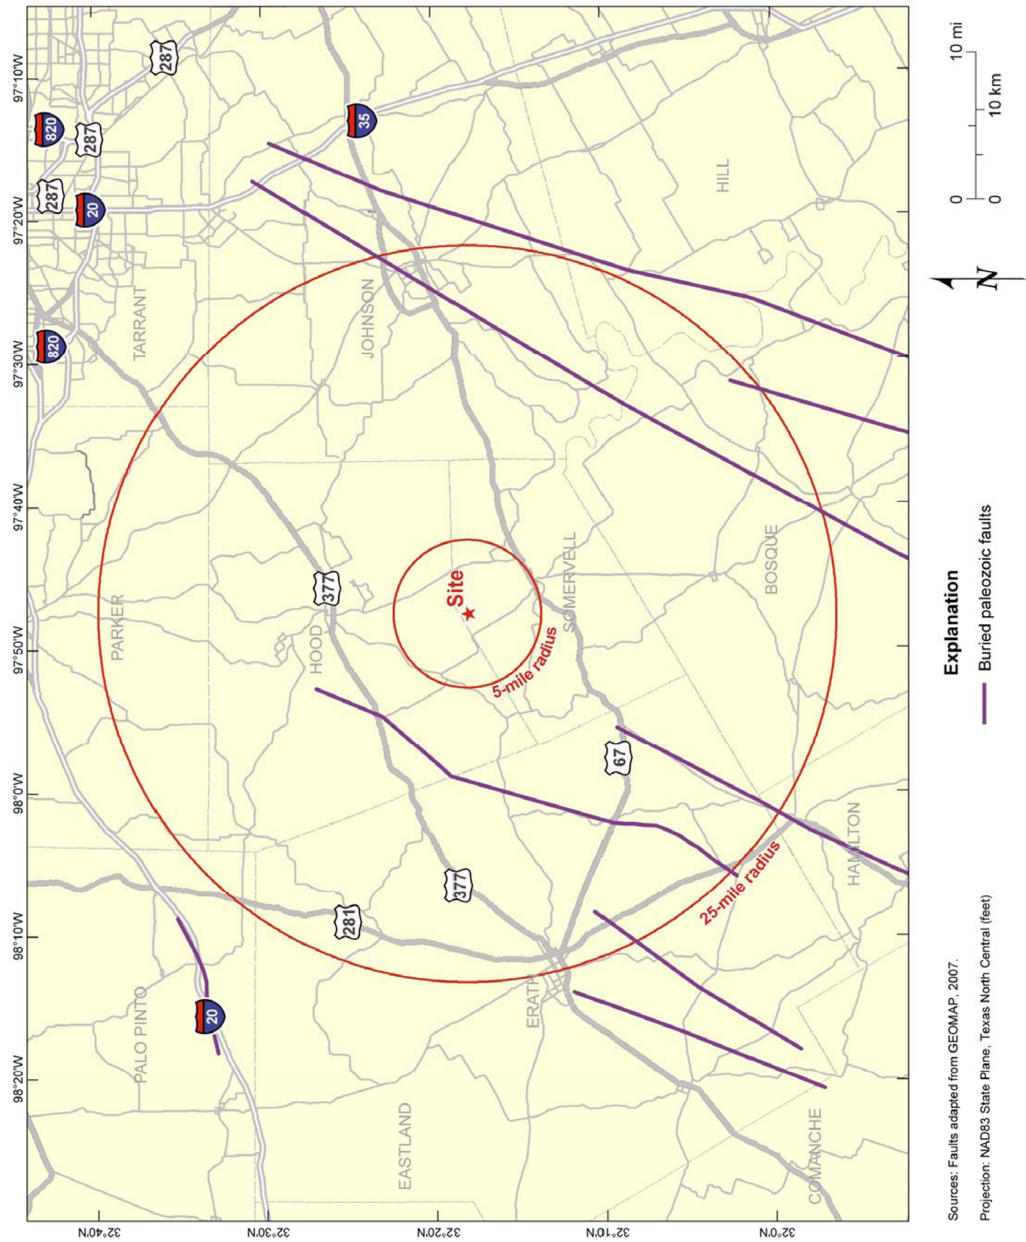 98°20'W
98°10'W
98°0'W
97°50'W
97°40'W
97°30'W
97°20'W
97°10'W
32°40'N
32°30'N
32°20'N
32°10'N
32°0'N
820
287
820
287
20
287
PARKER
TARRANT
PALO PINTO
20
HOOD
377
JOHNSON
35
281
377
Site
5-mile radius
EASTLAND
ERATH
SOMERVELL
67
HILL
25-mile radius
BOSQUE
COMANCHE
HAMILTON
Explanation
Buried paleozoic faults
N
0
10 mi
0
10 km
Sources: Faults adapted from GEOMAP, 2007.
Projection: NAD83 State Plane, Texas North Central (feet)